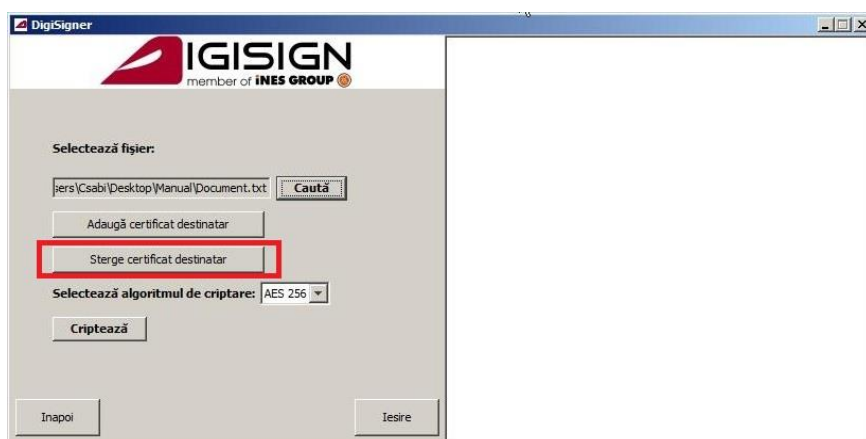 DigiSigner
IGISIGN
member of iNES GROUP
Selectează fişier:
sers\Csabi\Desktop\Manual\Document.txt Caută
Adaugă certificat destinatar
Sterge certificat destinatar
Selectează algoritmul de criptare: AES 256
Criptează
Inapoi Iesire